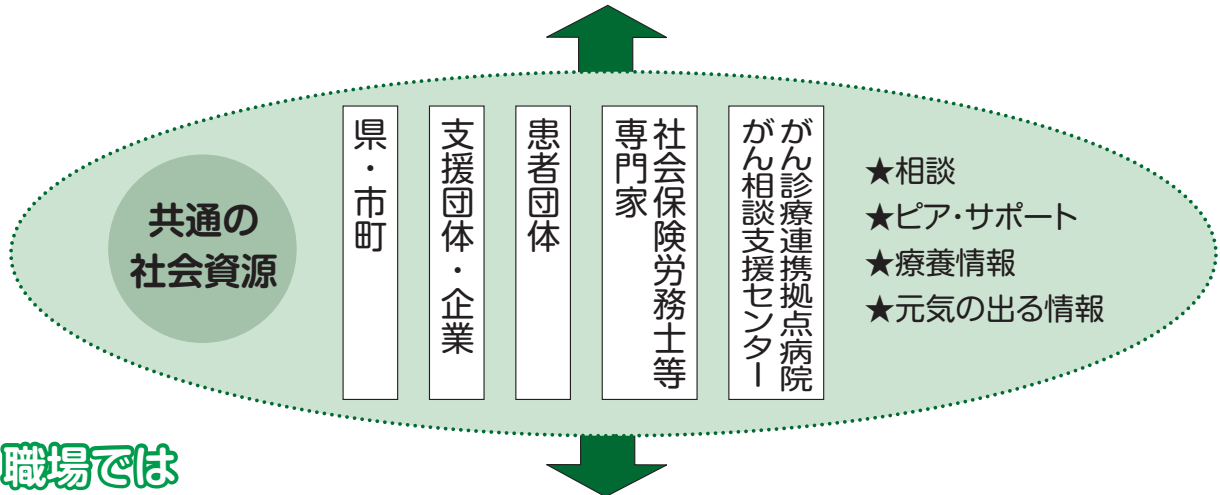 共通の
社会資源
県・市町
支援団体・企業
患者団体
社会保険労務士等
専門家
がん診療連携拠点病院
がん相談支援センター
★相談
★ピア・サポート
★療養情報
★元気の出る情報
職場では